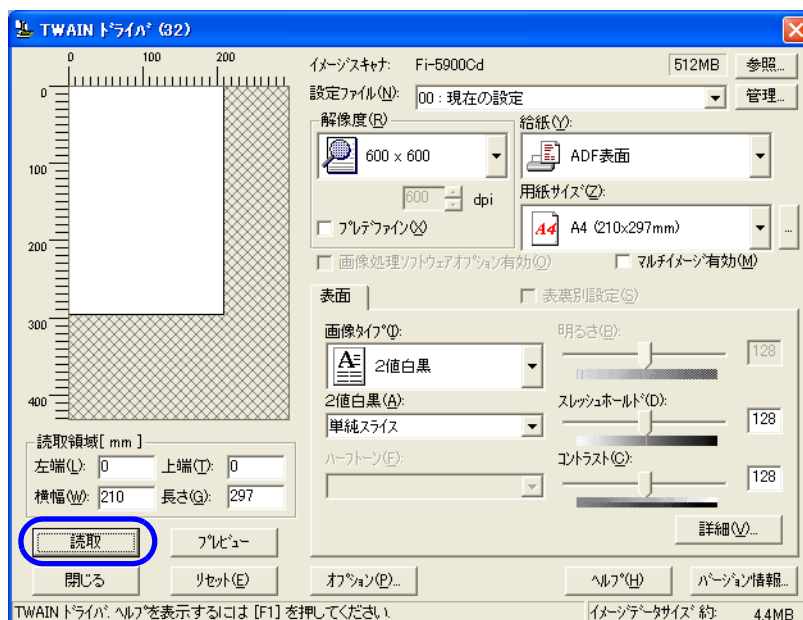 TWAIN ﾄﾞﾗｲﾊﾞ (32)
0 100 200
0
100
200
300
400
ｲﾒｰｼﾞｽｷｬﾅ: Fi-5900Cd 512MB 参照...
設定ﾌｧｲﾙ(N): 00 : 現在の設定 管理...
解像度(R)
600 × 600
600 dpi
ﾌﾟﾚﾃﾞﾌｧｲﾝ(X)
給紙(Y):
ADF表面
用紙ｻｲｽﾞ(Z):
A4 A4 (210x297mm) ...
画像処理ｿﾌﾄｳｪｱｵﾌﾟｼｮﾝ有効(O) ﾏﾙﾁｲﾒｰｼﾞ有効(M)
表面 表裏別設定(S)
画像ﾀｲﾌﾟ(I):
A 2値白黒
2値白黒(A):
単純ｽﾗｲｽ
ﾊｰﾌﾄｰﾝ(F):
明るさ(B):
128
ｽﾚｯｼｭﾎｰﾙﾄﾞ(D):
128
ｺﾝﾄﾗｽﾄ(C):
128
詳細(V)...
読取領域[ mm ]
左端(L): 0 上端(T): 0
横幅(W): 210 長さ(G): 297
読取 ﾌﾟﾚﾋﾞｭｰ
閉じる ﾘｾｯﾄ(E) ｵﾌﾟｼｮﾝ(P)... ﾍﾙﾌﾟ(H) ﾊﾞｰｼﾞｮﾝ情報...
TWAIN ﾄﾞﾗｲﾊﾞ. ﾍﾙﾌﾟを表示するには [F1] を押してください. ｲﾒｰｼﾞﾃﾞｰﾀｻｲｽﾞ約: 4.4MB